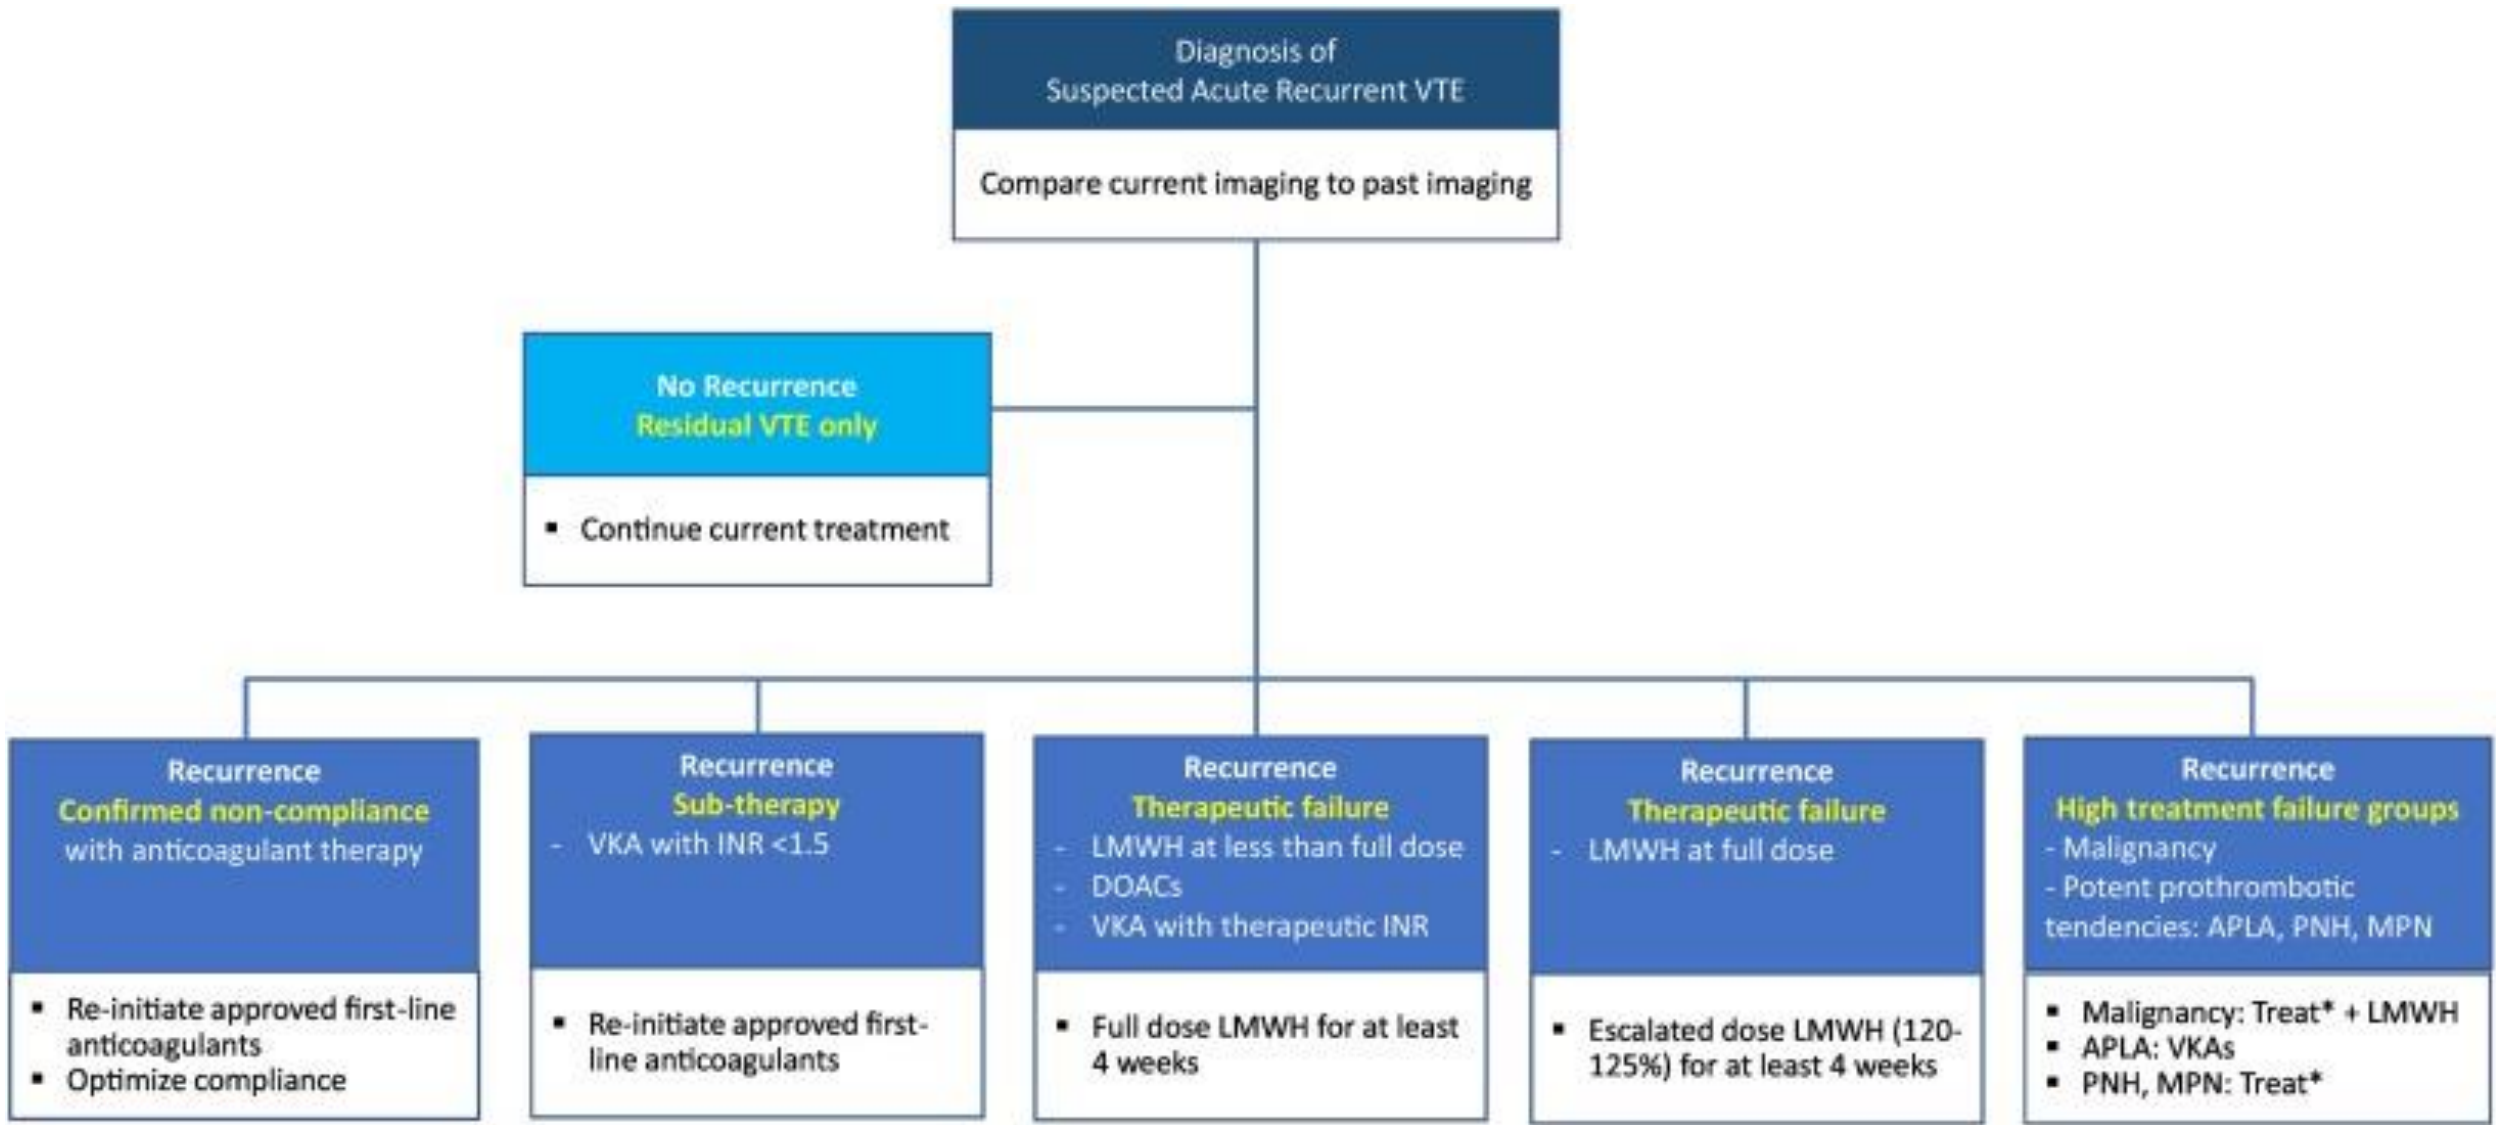 Diagnosis of
Suspected Acute Recurrent VTE
Compare current imaging to past imaging
No Recurrence
Residual VTE only
▪ Continue current treatment
Recurrence
Confirmed non-compliance
with anticoagulant therapy
▪ Re-initiate approved first-line
anticoagulants
▪ Optimize compliance
Recurrence
Sub-therapy
- VKA with INR <1.5
▪ Re-initiate approved first-
line anticoagulants
Recurrence
Therapeutic failure
- LMWH at less than full dose
- DOACs
- VKA with therapeutic INR
▪ Full dose LMWH for at least
4 weeks
Recurrence
Therapeutic failure
- LMWH at full dose
▪ Escalated dose LMWH (120-
125%) for at least 4 weeks
Recurrence
High treatment failure groups
- Malignancy
- Potent prothrombotic
tendencies: APLA, PNH, MPN
▪ Malignancy: Treat* + LMWH
▪ APLA: VKAs
▪ PNH, MPN: Treat*